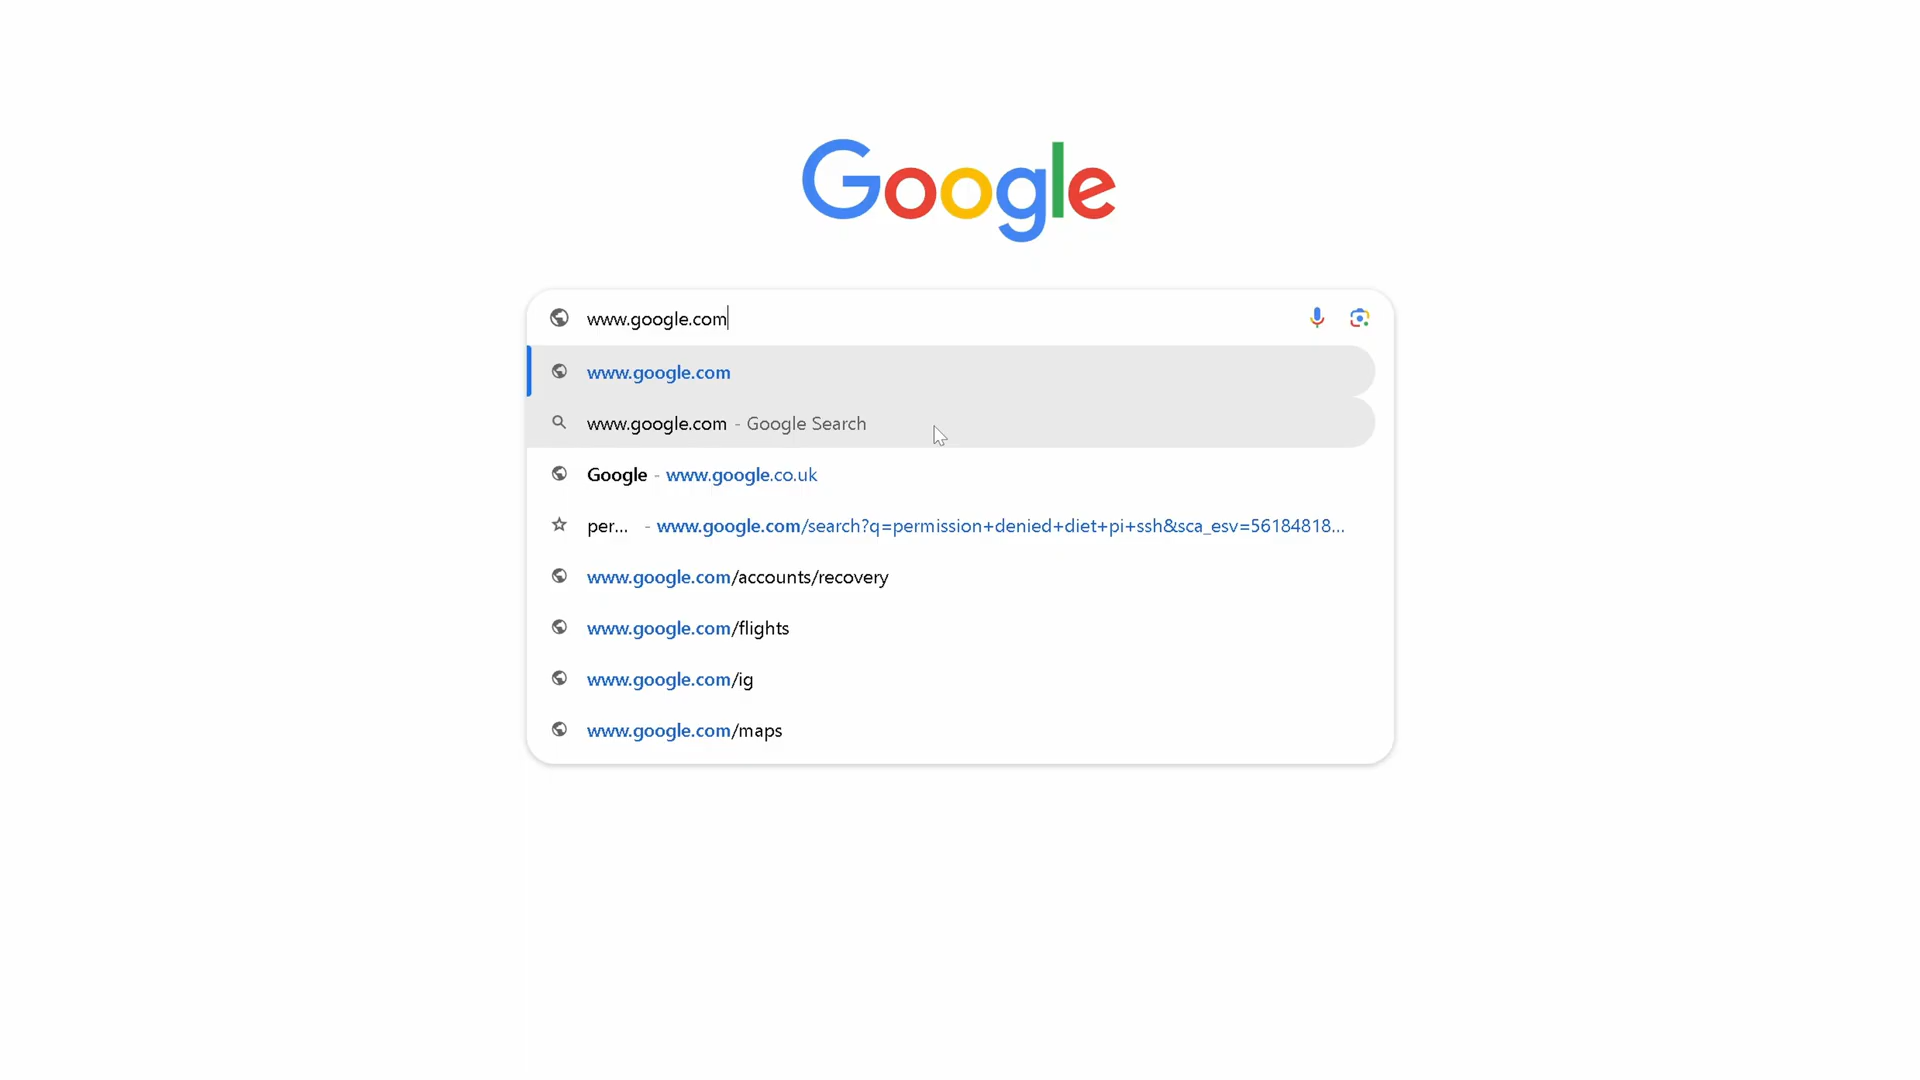 Google
www.google.com
www.google.com
www.google.com - Google Search
Google - www.google.co.uk
per... - www.google.com/search?q=permission+denied+diet+pi+ssh&sca_esv=56184818...
www.google.com/accounts/recovery
www.google.com/flights
www.google.com/ig
www.google.com/maps